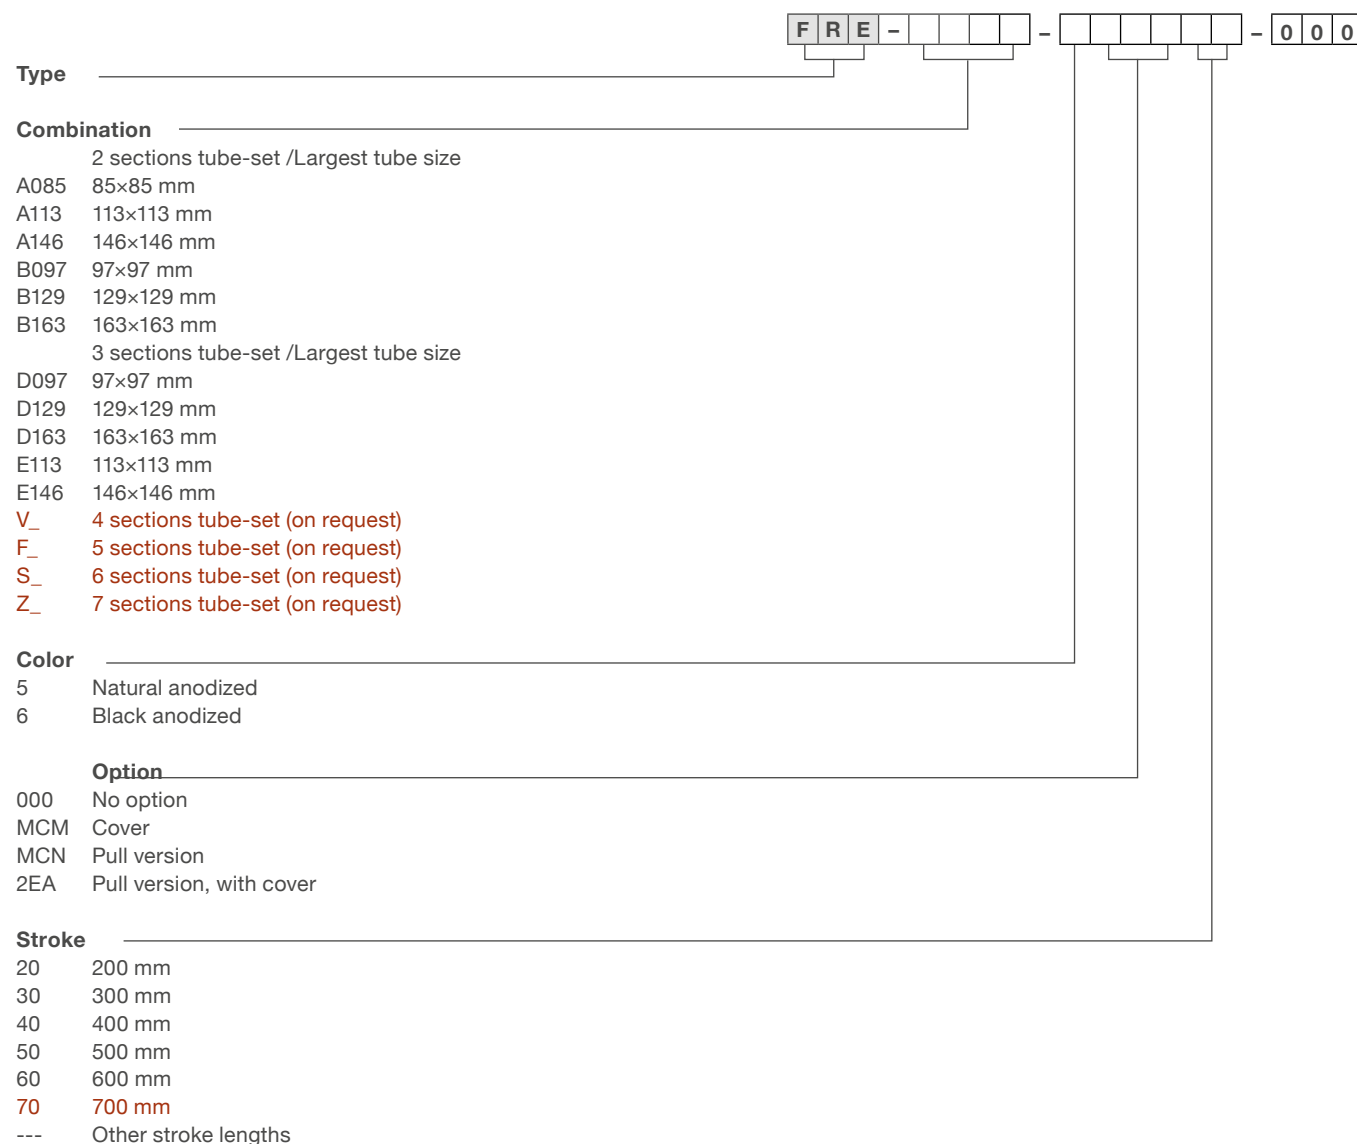 F R E – – – 0 0 0
Type
Combination
2 sections tube-set /Largest tube size
A085 85×85 mm
A113 113×113 mm
A146 146×146 mm
B097 97×97 mm
B129 129×129 mm
B163 163×163 mm
3 sections tube-set /Largest tube size
D097 97×97 mm
D129 129×129 mm
D163 163×163 mm
E113 113×113 mm
E146 146×146 mm
V_ 4 sections tube-set (on request)
F_ 5 sections tube-set (on request)
S_ 6 sections tube-set (on request)
Z_ 7 sections tube-set (on request)
Color
5 Natural anodized
6 Black anodized
Option
000 No option
MCM Cover
MCN Pull version
2EA Pull version, with cover
Stroke
20 200 mm
30 300 mm
40 400 mm
50 500 mm
60 600 mm
70 700 mm
--- Other stroke lengths